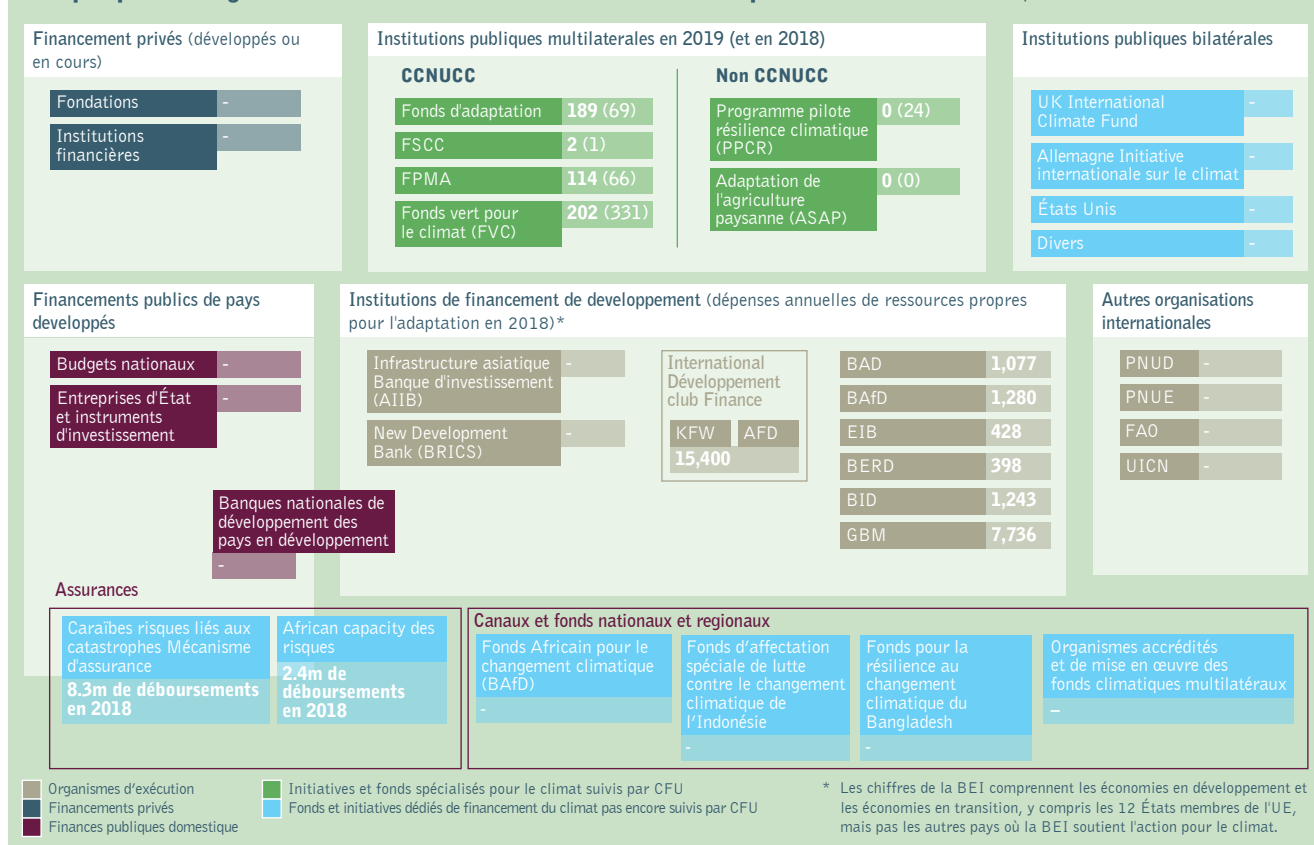 Financement privés (développés ou
en cours)
Fondations -
Institutions
financières -
Institutions publiques multilaterales en 2019 (et en 2018)
CCNUCC
Fonds d'adaptation 189 (69)
FSCC 2 (1)
FPMA 114 (66)
Fonds vert pour
le climat (FVC) 202 (331)
Non CCNUCC
Programme pilote
résilience climatique
(PPCR) 0 (24)
Adaptation de
l'agriculture
paysanne (ASAP) 0 (0)
Institutions publiques bilatérales
UK International
Climate Fund -
Allemagne Initiative
internationale sur le climat -
États Unis -
Divers -
Financements publics de pays
developpés
Budgets nationaux -
Entreprises d'État
et instruments
d'investissement -
Banques nationales de
développement des
pays en développement
-
Institutions de financement de developpement (dépenses annuelles de ressources propres
pour l'adaptation en 2018)*
Infrastructure asiatique
Banque d'investissement
(AIIB) -
New Development
Bank (BRICS) -
International
Développement
club Finance
KFW AFD
15,400
BAD 1,077
BAfD 1,280
EIB 428
BERD 398
BID 1,243
GBM 7,736
Autres organisations
internationales
PNUD -
PNUE -
FAO -
UICN -
Assurances
Caraïbes risques liés aux
catastrophes Mécanisme
d'assurance
8.3m de déboursements
en 2018
African capacity des
risques
2.4m de
déboursements
en 2018
Canaux et fonds nationaux et regionaux
Fonds Africain pour le
changement climatique
(BAfD)
-
Fonds d'affectation
spéciale de lutte
contre le changement
climatique de
l'Indonésie
-
Fonds pour la
résilience au
changement
climatique du
Bangladesh
-
Organismes accrédités
et de mise en œuvre des
fonds climatiques multilatéraux
–
Organismes d'exécution
Financements privés
Finances publiques domestique
Initiatives et fonds spécialisés pour le climat suivis par CFU
Fonds et initiatives dédiés de financement du climat pas encore suivis par CFU
* Les chiffres de la BEI comprennent les économies en développement et
les économies en transition, y compris les 12 États membres de l'UE,
mais pas les autres pays où la BEI soutient l'action pour le climat.